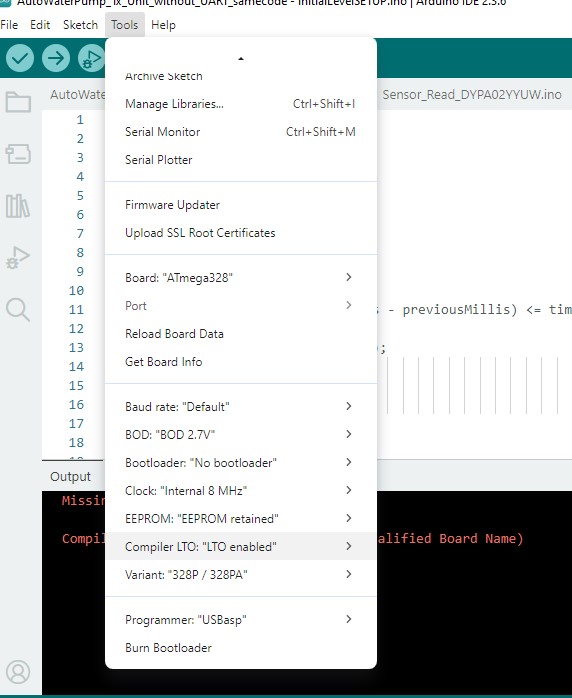 AutoWaterPump_1x_Unit_without_UART_samecode - InitialLevelSETUP.ino | Arduino IDE 2.3.6
File Edit Sketch Tools Help
AutoWate
Sensor_Read_DYPA02YYUW.ino
Archive Sketch
Manage Libraries... Ctrl+Shift+I
Serial Monitor Ctrl+Shift+M
Serial Plotter
Firmware Updater
Upload SSL Root Certificates
Board: "ATmega328"
Port
Reload Board Data
Get Board Info
Baud rate: "Default"
BOD: "BOD 2.7V"
Bootloader: "No bootloader"
Clock: "Internal 8 MHz"
EEPROM: "EEPROM retained"
Compiler LTO: "LTO enabled"
Variant: "328P / 328PA"
Programmer: "USBasp"
Burn Bootloader
1
2
3
4
5
6
7
8
9
10
11 s - previousMillis) <= tim
12
13 );
14
15
16
17
18
Output
Missin
Compil alified Board Name)